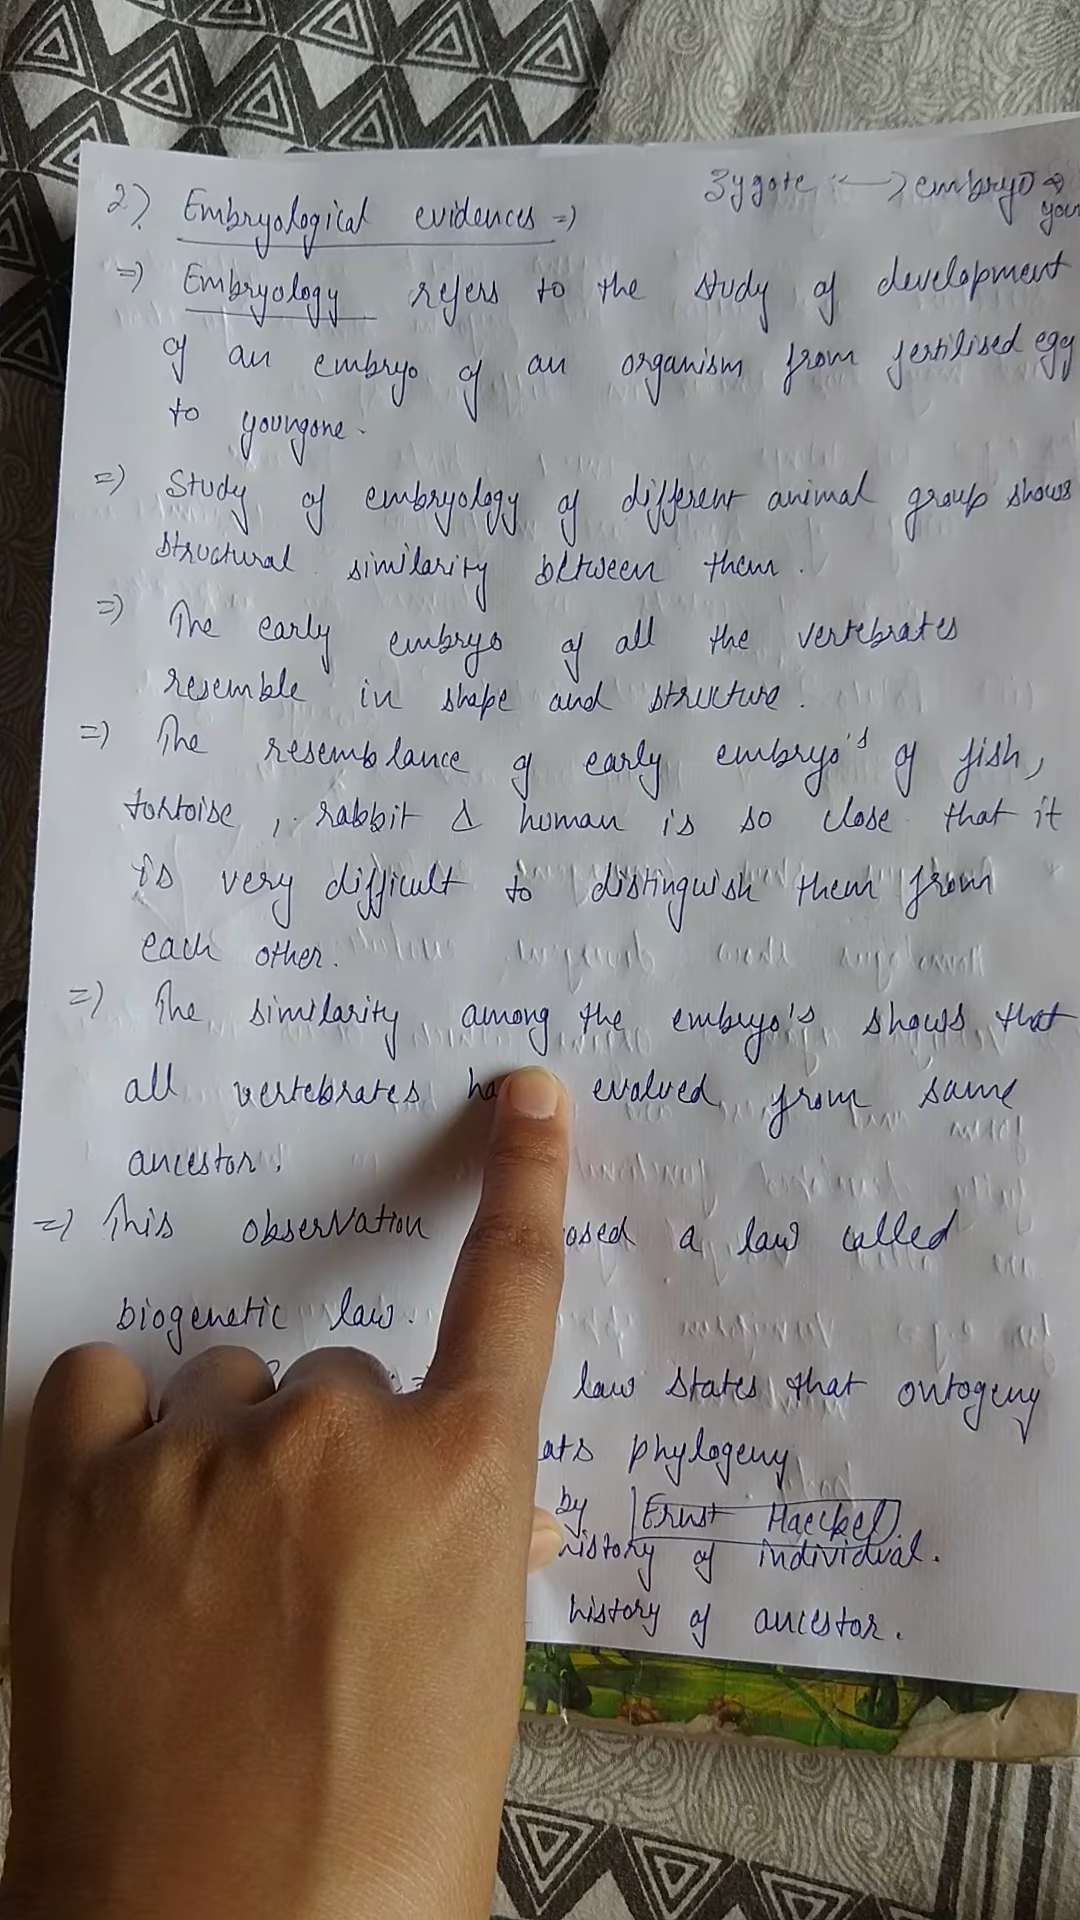 Zygote <--> embryo =>
2). Embryological evidences =)
=) Embryology refers to the study of development
of an embryo of an organism from fertilised egg
to youngone.
=) Study of embryology of different animal group shows
structural similarity between them.
=) The early embryo of all the vertebrates
resemble in shape and structure.
=) The resemblance of early embryo's of fish,
tortoise, rabbit & human is so close that it
is very difficult to distinguish them from
each other.
=) The similarity among the embryo's shows that
all vertebrates evolved from same
ancestor.
=) This observation a law called
biogenetic law.
law states that ontogeny
phylogeny
by Ernst Haeckel).
history of individual.
history of ancestor.